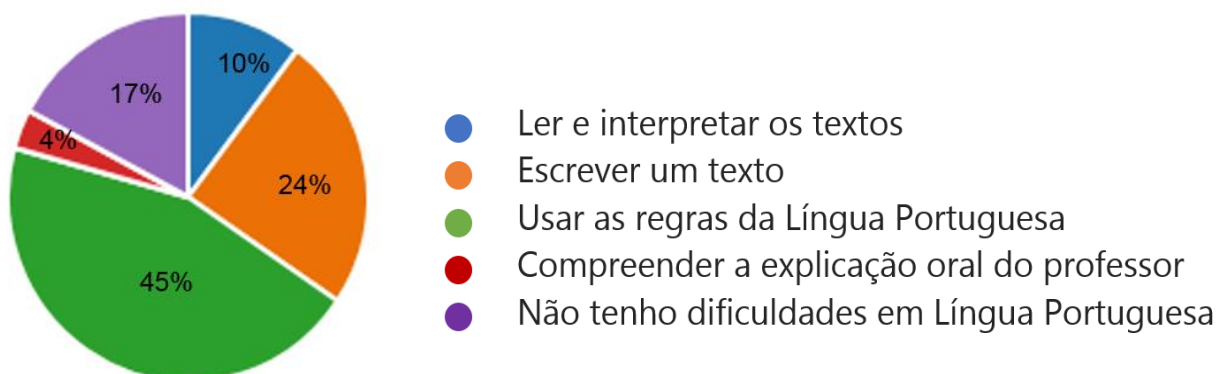 10%
17%
4%
24%
45%
Ler e interpretar os textos
Escrever um texto
Usar as regras da Língua Portuguesa
Compreender a explicação oral do professor
Não tenho dificuldades em Língua Portuguesa